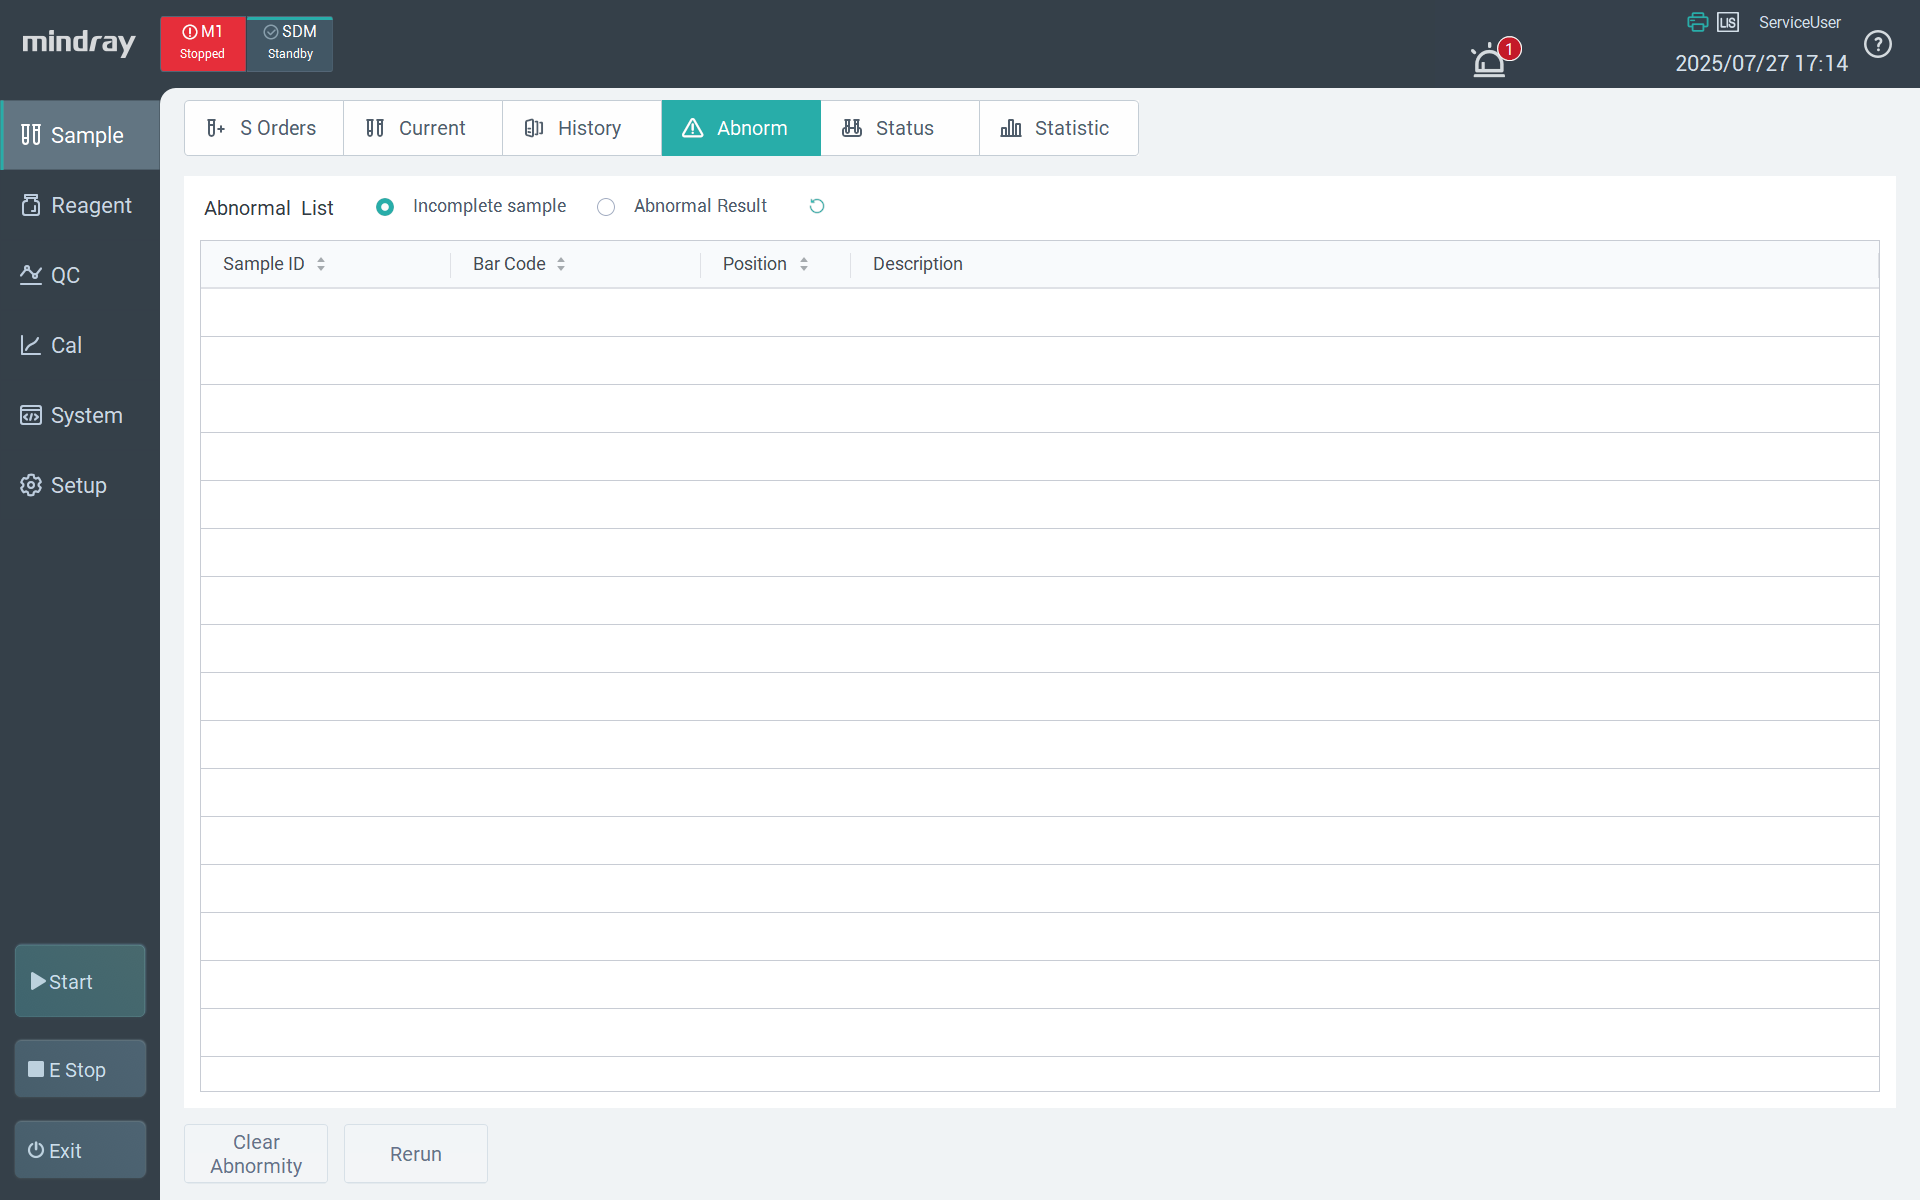 mindray
M1
Stopped
SDM
Standby
1
LIS
ServiceUser
2025/07/27 17:14
?
Sample
Reagent
QC
Cal
System
Setup
Start
E Stop
Exit
S Orders
Current
History
Abnorm
Status
Statistic
Abnormal List
Incomplete sample
Abnormal Result
Sample ID
Bar Code
Position
Description
Clear
Abnormity
Rerun